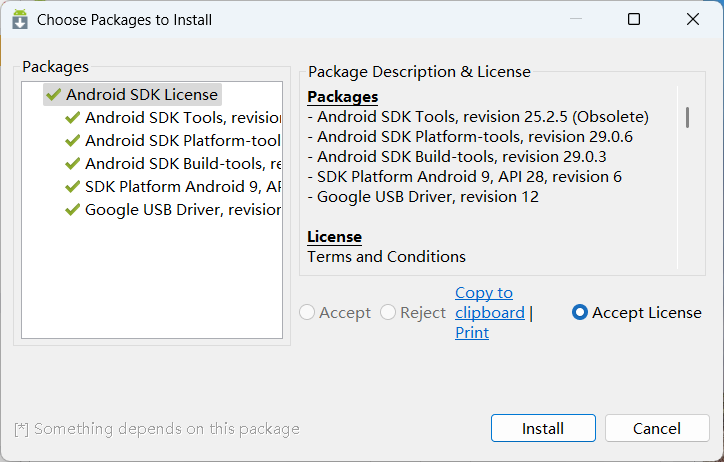 Choose Packages to Install
Packages
Android SDK License
Android SDK Tools, revision
Android SDK Platform-tool
Android SDK Build-tools, re
SDK Platform Android 9, AP
Google USB Driver, revision
Package Description & License
Packages
- Android SDK Tools, revision 25.2.5 (Obsolete)
- Android SDK Platform-tools, revision 29.0.6
- Android SDK Build-tools, revision 29.0.3
- SDK Platform Android 9, API 28, revision 6
- Google USB Driver, revision 12
License
Terms and Conditions
Accept
Reject
Copy to
clipboard |
Print
Accept License
[*] Something depends on this package
Install
Cancel